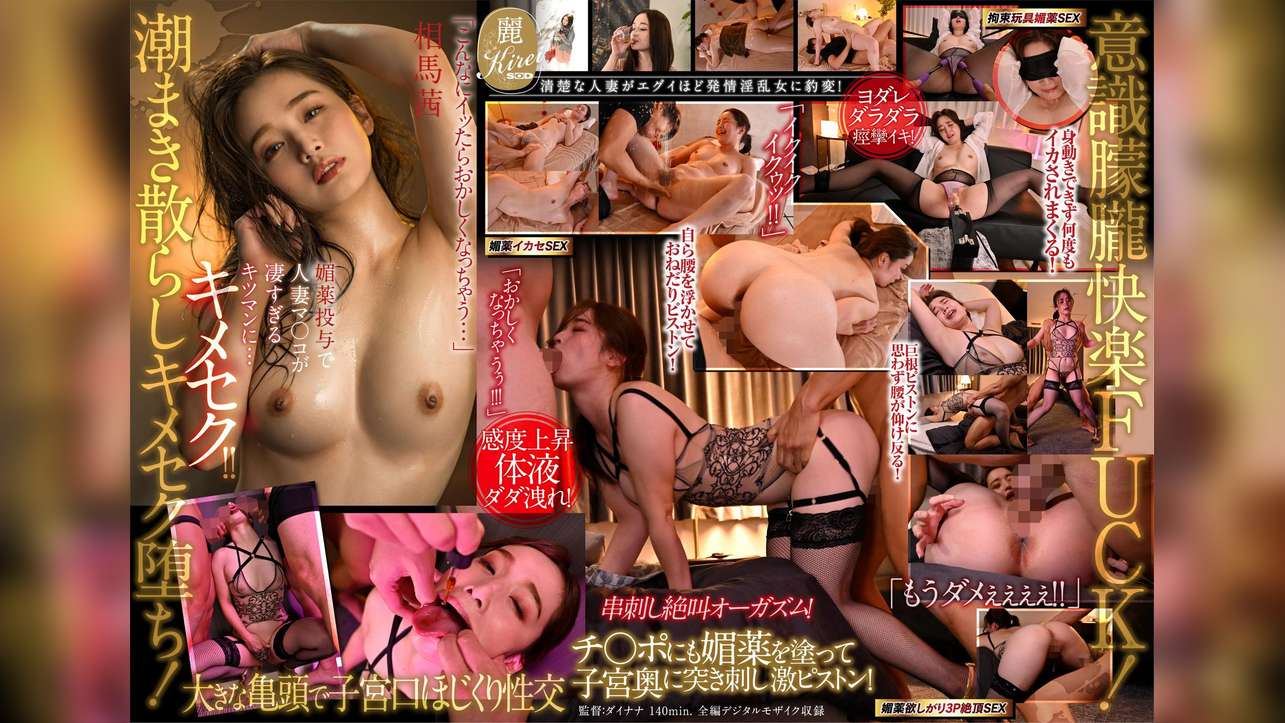 潮まき散らしキメセク堕ち!
「こんなにイッたらおかしくなっちゃう…」
相馬茜
媚薬投与で
人妻マ〇コが
凄すぎる
キツマンに…
キメセク!!
大きな亀頭で子宮口ほじくり性交
麗
Kirei
SOD
清楚な人妻がエグイほど発情淫乱女に豹変!
媚薬イカセSEX
「イクイク
イクウッ!!」
ヨダレ
ダラダラ
痙攣イキ!
拘束玩具媚薬SEX
身動きできず何度も
イカされまくる!
自ら腰を浮かせて
おねだりピストン!
「おかしく
なっちゃうぅ!!!」
感度上昇
体液
ダダ洩れ!
巨根ピストンに
思わず腰が仰け反る!
意識朦朧快楽FUCK!
「もうダメぇぇぇぇ!!」
串刺し絶叫オーガズム!
チ〇ポにも媚薬を塗って
子宮奥に突き刺し激ピストン!
監督:ダイナナ 140min. 全編デジタルモザイク収録
媚薬欲しがり3P絶頂SEX